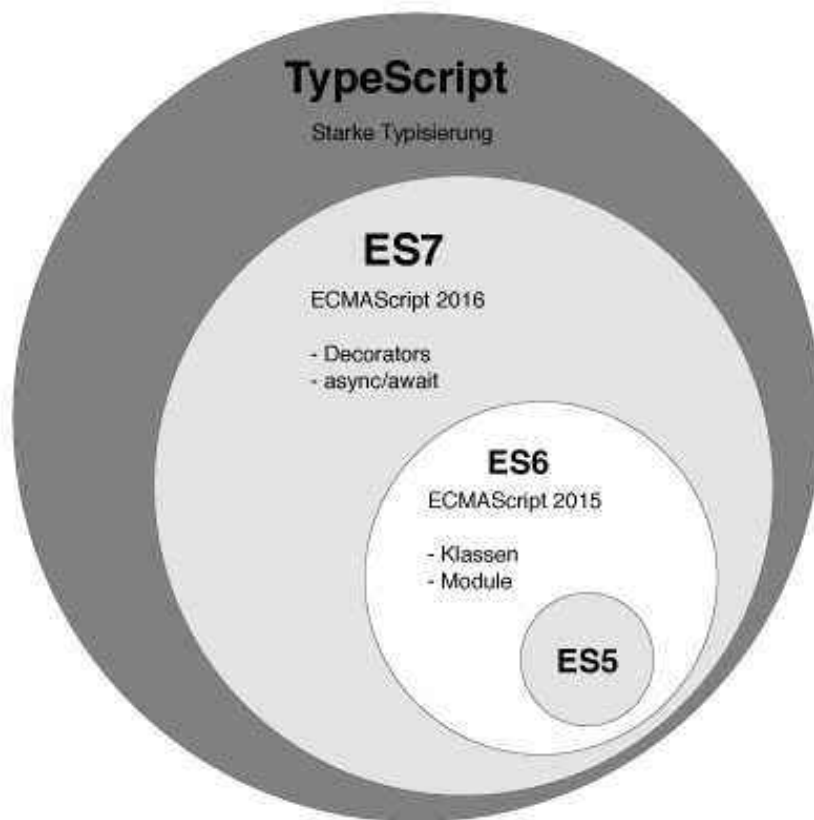 TypeScript
Starke Typisierung
ES7
ECMAScript 2016
- Decorators
- async/await
ES6
ECMAScript 2015
- Klassen
- Module
ES5